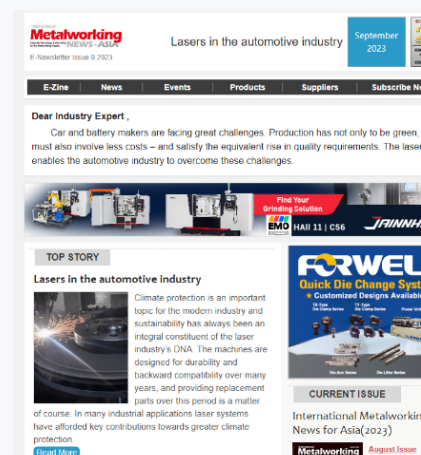 International
Metalworking
NEWS - ASIA
E-Newsletter Issue 9 2023
Lasers in the automotive industry
September
2023
E-Zine News Events Products Suppliers Subscribe Ne
Dear Industry Expert ,
Car and battery makers are facing great challenges. Production has not only to be green,
must also involve less costs – and satisfy the equivalent rise in quality requirements. The laser
enables the automotive industry to overcome these challenges.
Find Your
Grinding Solution
EMO HAll 11 | C56
JAINNH
TOP STORY
Lasers in the automotive industry
Climate protection is an important
topic for the modern industry and
sustainability has always been an
integral constituent of the laser
industry's DNA. The machines are
designed for durability and
backward compatibility over many
years, and providing replacement
parts over this period is a matter
of course. In many industrial applications laser systems
have afforded key contributions towards greater climate
protection.
Read More
FORWEL
Quick Die Change Syst
Customized Designs Available
Die Arm Series Die Lifter Series
CURRENT ISSUE
International Metalworkin
News for Asia(2023)
Metalworking
August Issue